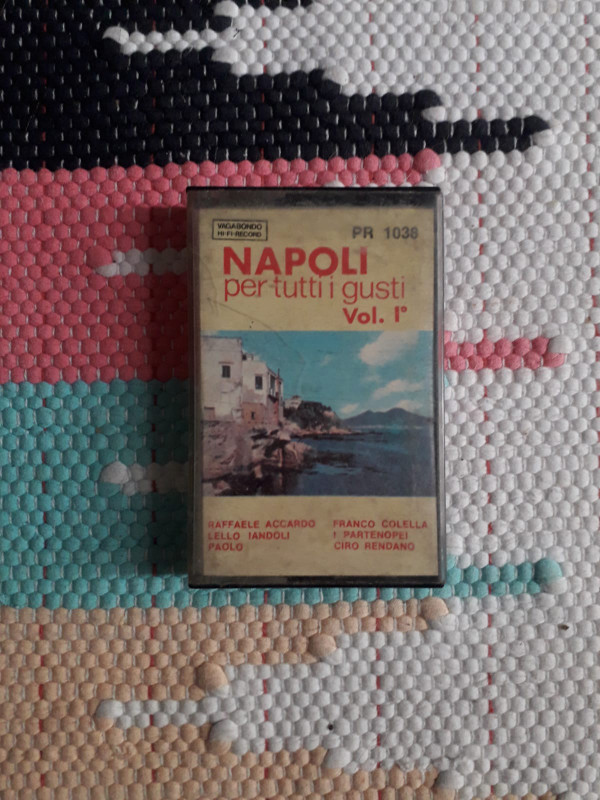 VAGABONDO
HI-FI-RECORD
PR 1038
NAPOLI
per tutti i gusti
Vol. I°
RAFFAELE ACCARDO
LELLO IANDOLI
PAOLO
FRANCO COLELLA
I PARTENOPEI
CIRO RENDANO